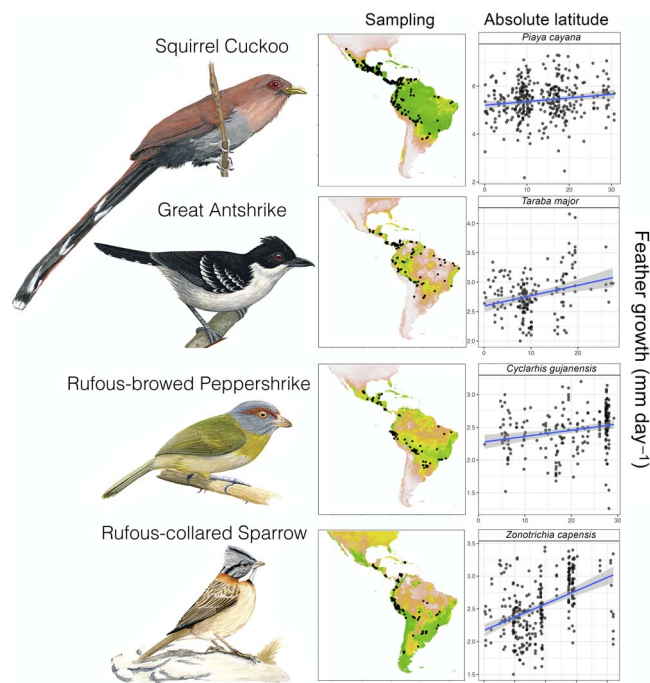 Sampling
Absolute latitude
Squirrel Cuckoo
Piaya cayana
6
4
2
0 10 20 30
Great Antshrike
Taraba major
4.0
3.5
3.0
2.5
2.0
0 10 20
Feather growth (mm day−1)
Rufous-browed Peppershrike
Cyclarhis gujanensis
3.0
2.5
2.0
1.5
0 10 20 30
Rufous-collared Sparrow
Zonotrichia capensis
3.5
3.0
2.5
2.0
1.5